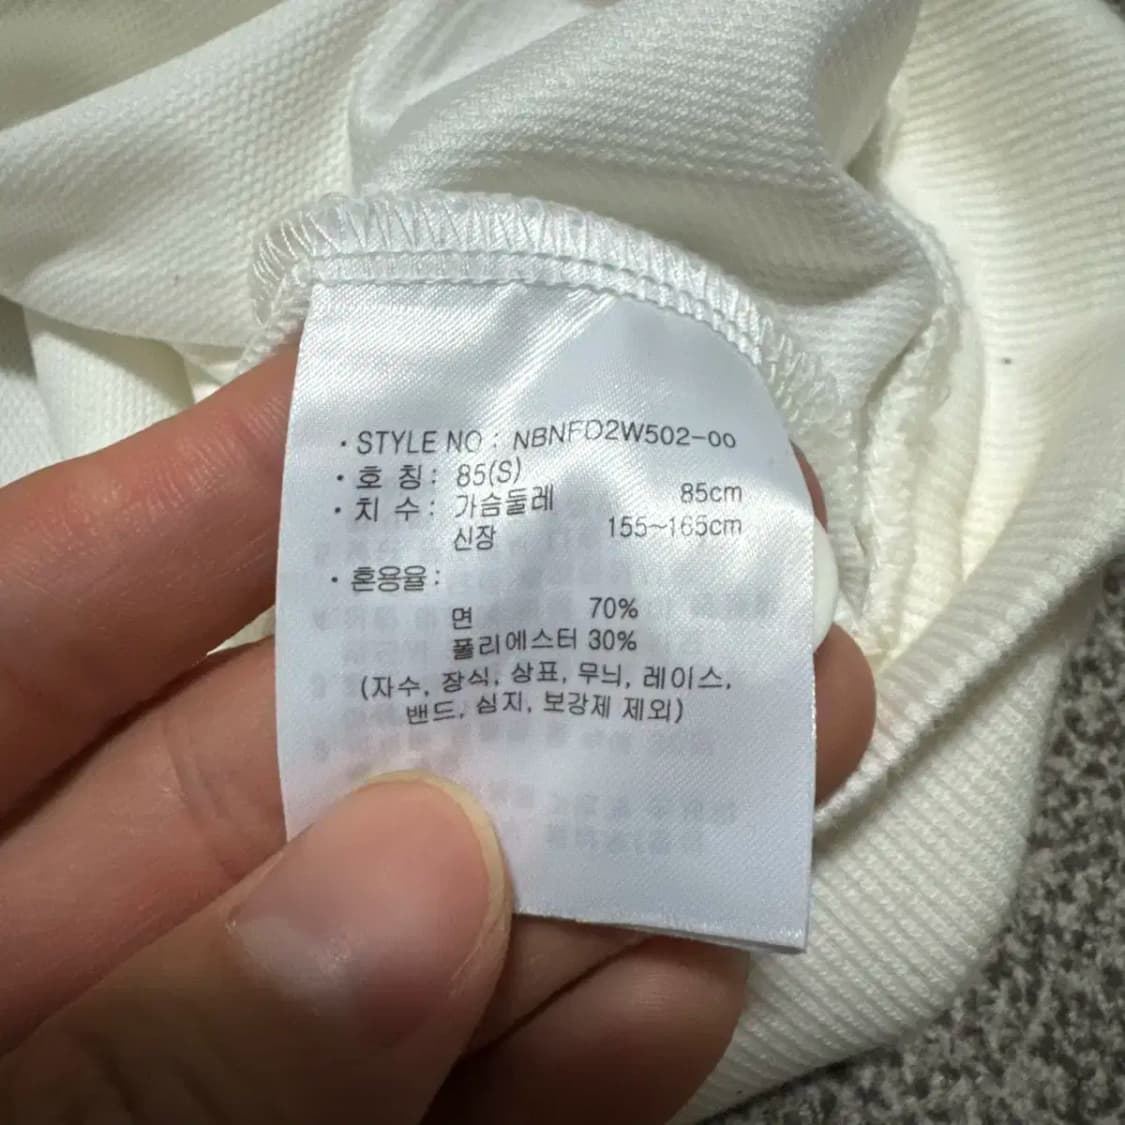 · STYLE NO : NBNFD2W502-00
· 호 칭 : 85(S)
· 치 수 : 가슴둘레 85cm
신장 155~165cm
· 혼용율 :
면 70%
폴리에스터 30%
(자수, 장식, 상표, 무늬, 레이스,
밴드, 심지, 보강제 제외)